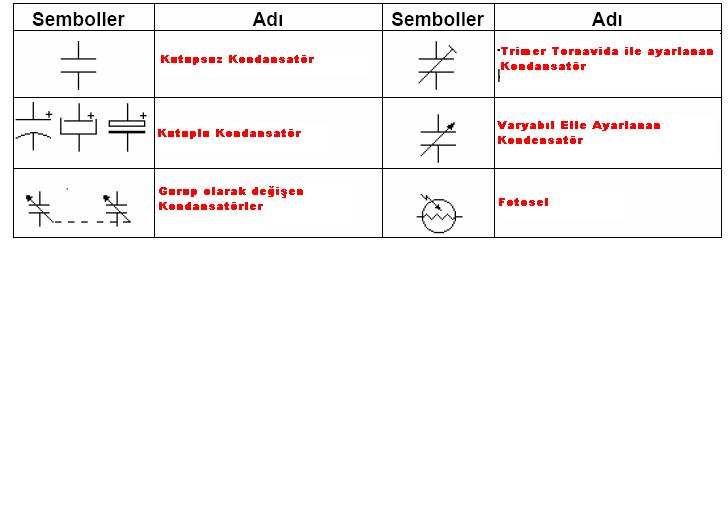 Semboller Adı Semboller Adı
Kutupsuz Kondansatör
Trimer Tornavida ile ayarlanan
Kondansatör
+ + +
Kutuplu Kondansatör
Varyabıl Elle Ayarlanan
Kondensatör
Gurup olarak değişen
Kondansatörler
Fotosel